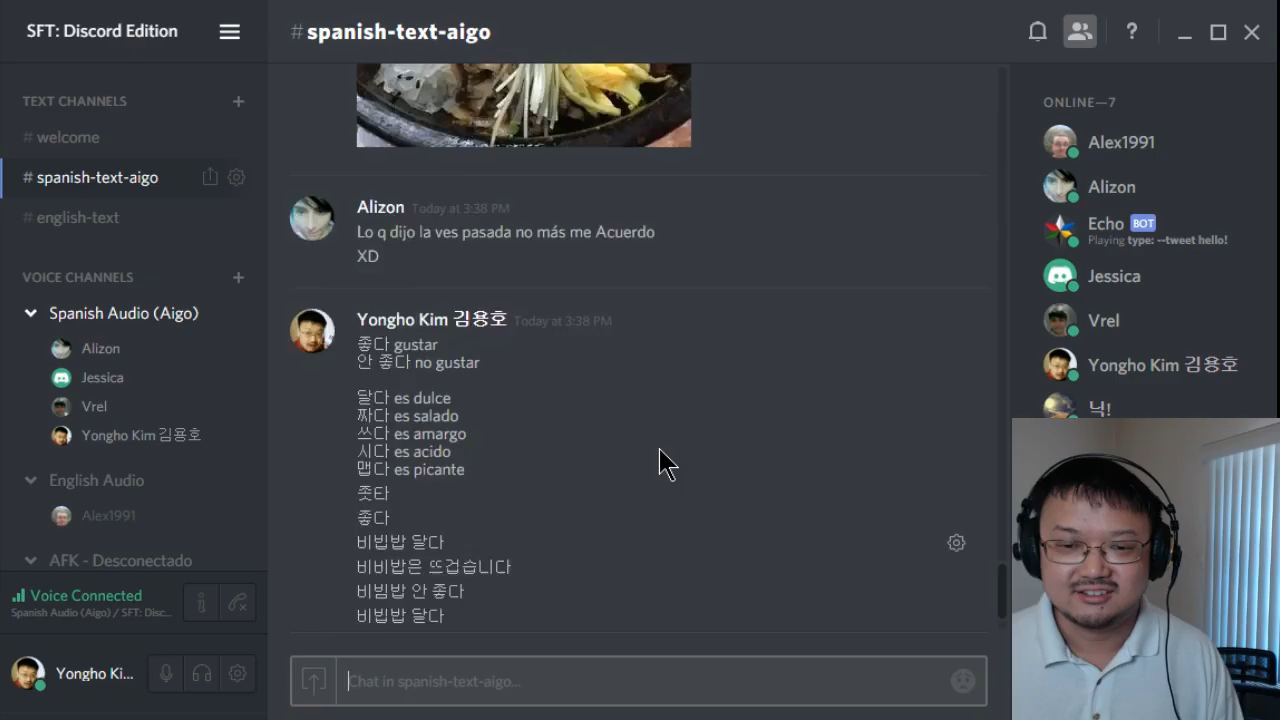 SFT: Discord Edition
TEXT CHANNELS
# welcome
# spanish-text-aigo
# english-text
VOICE CHANNELS
Spanish Audio (Aigo)
Alizon
Jessica
Vrel
Yongho Kim 김용호
English Audio
Alex1991
AFK - Desconectado
Voice Connected
Spanish Audio (Aigo) / SFT: Disc...
Yongho Ki...
# spanish-text-aigo
Alizon Today at 3:38 PM
Lo q dijo la ves pasada no más me Acuerdo
XD
Yongho Kim 김용호 Today at 3:38 PM
좋다 gustar
안 좋다 no gustar
달다 es dulce
짜다 es salado
쓰다 es amargo
시다 es acido
맵다 es picante
좃타
좋다
비빕밥 달다
비비밥은 뜨겁습니다
비빔밥 안 좋다
비빕밥 달다
Chat in spanish-text-aigo...
ONLINE—7
Alex1991
Alizon
Echo BOT
Playing type: --tweet hello!
Jessica
Vrel
Yongho Kim 김용호
닉!